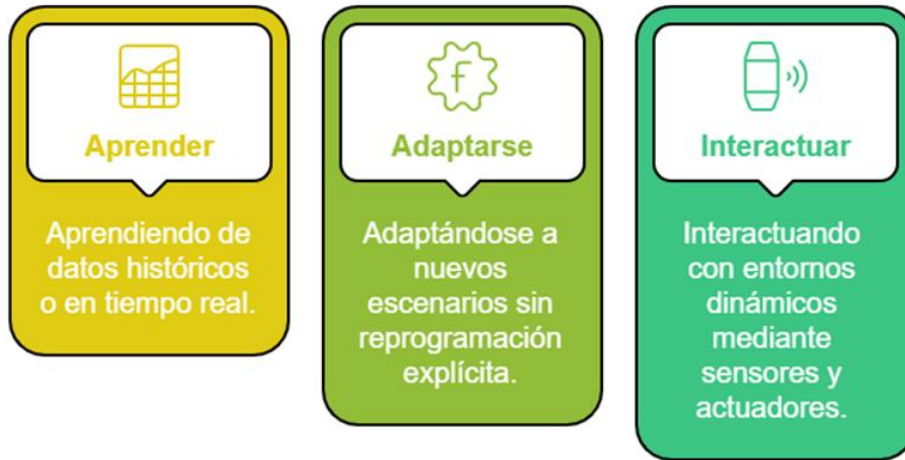 Aprender
Aprendiendo de
datos históricos
o en tiempo real.
f
Adaptarse
Adaptándose a
nuevos
escenarios sin
reprogramación
explícita.
Interactuar
Interactuando
con entornos
dinámicos
mediante
sensores y
actuadores.